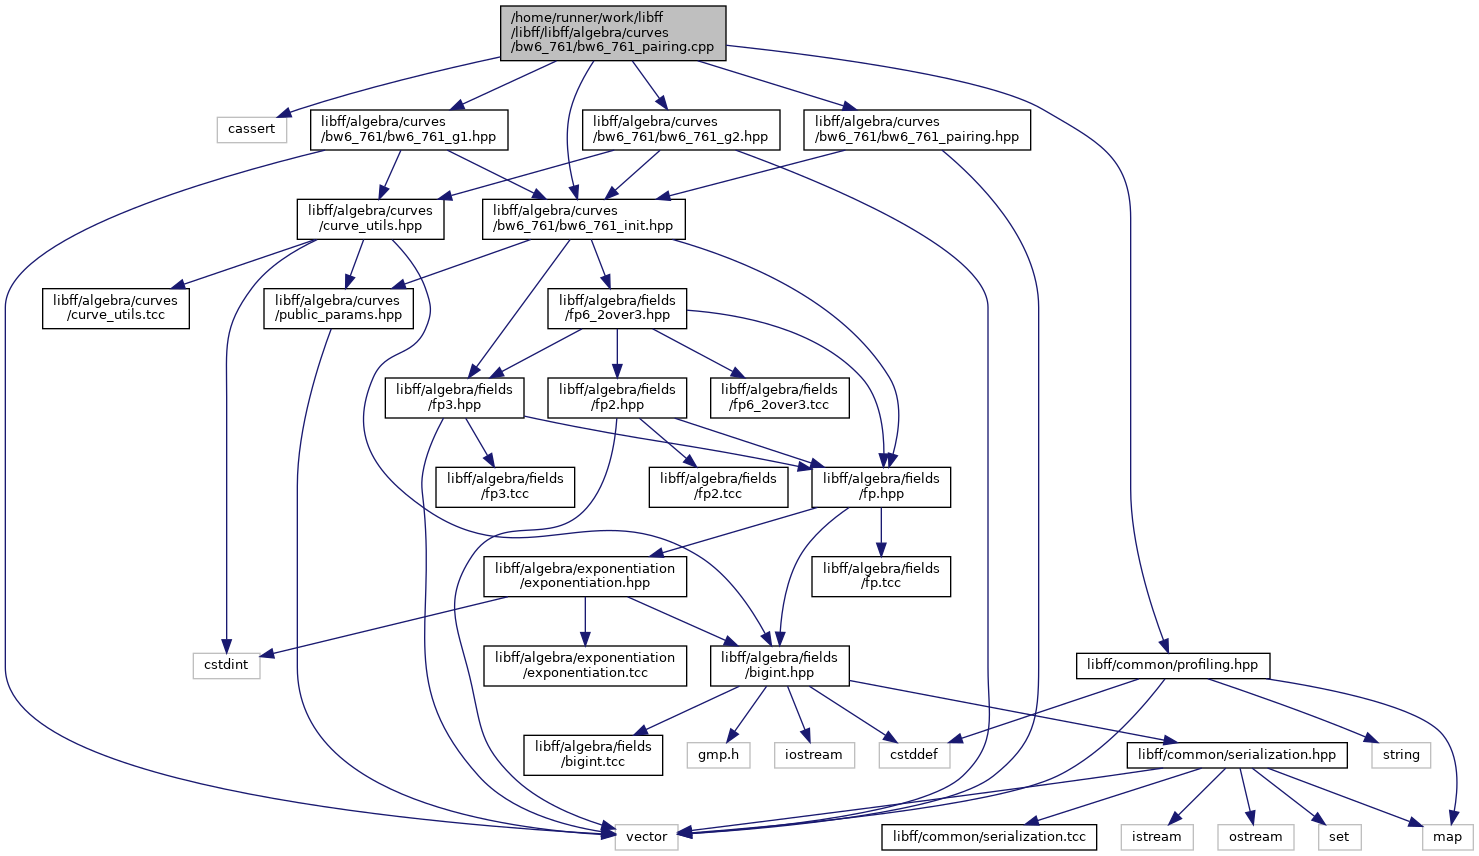 /home/runner/work/libff
/libff/libff/algebra/curves
/bw6_761/bw6_761_pairing.cpp
cassert
libff/algebra/curves
/bw6_761/bw6_761_g1.hpp
libff/algebra/curves
/bw6_761/bw6_761_g2.hpp
libff/algebra/curves
/bw6_761/bw6_761_pairing.hpp
libff/algebra/curves
/curve_utils.hpp
libff/algebra/curves
/bw6_761/bw6_761_init.hpp
libff/algebra/curves
/curve_utils.tcc
libff/algebra/curves
/public_params.hpp
libff/algebra/fields
/fp6_2over3.hpp
libff/algebra/fields
/fp3.hpp
libff/algebra/fields
/fp2.hpp
libff/algebra/fields
/fp6_2over3.tcc
libff/algebra/fields
/fp3.tcc
libff/algebra/fields
/fp2.tcc
libff/algebra/fields
/fp.hpp
libff/algebra/exponentiation
/exponentiation.hpp
libff/algebra/fields
/fp.tcc
cstdint
libff/algebra/exponentiation
/exponentiation.tcc
libff/algebra/fields
/bigint.hpp
libff/common/profiling.hpp
libff/algebra/fields
/bigint.tcc
gmp.h
iostream
cstddef
libff/common/serialization.hpp
string
vector
libff/common/serialization.tcc
istream
ostream
set
map